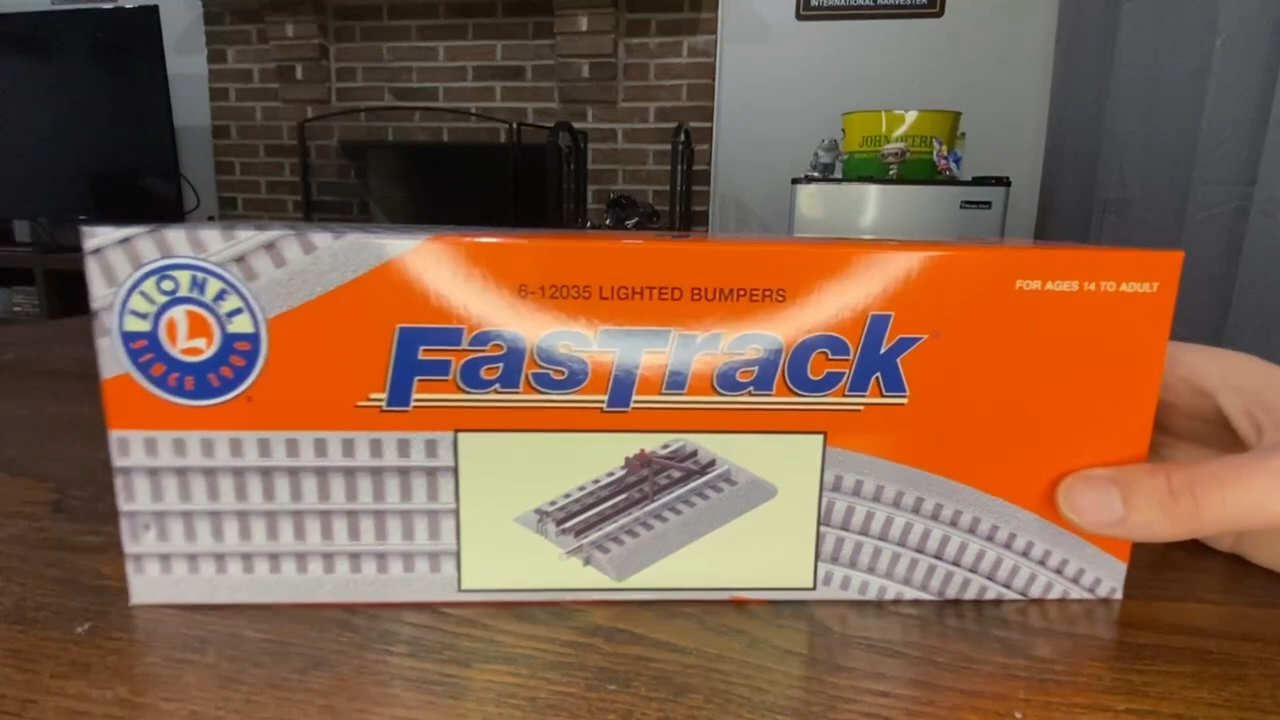 INTERNATIONAL HARVESTER
JOHN DEERE
LIONEL
L
SINCE 1900
6-12035 LIGHTED BUMPERS
FOR AGES 14 TO ADULT
FasTrack